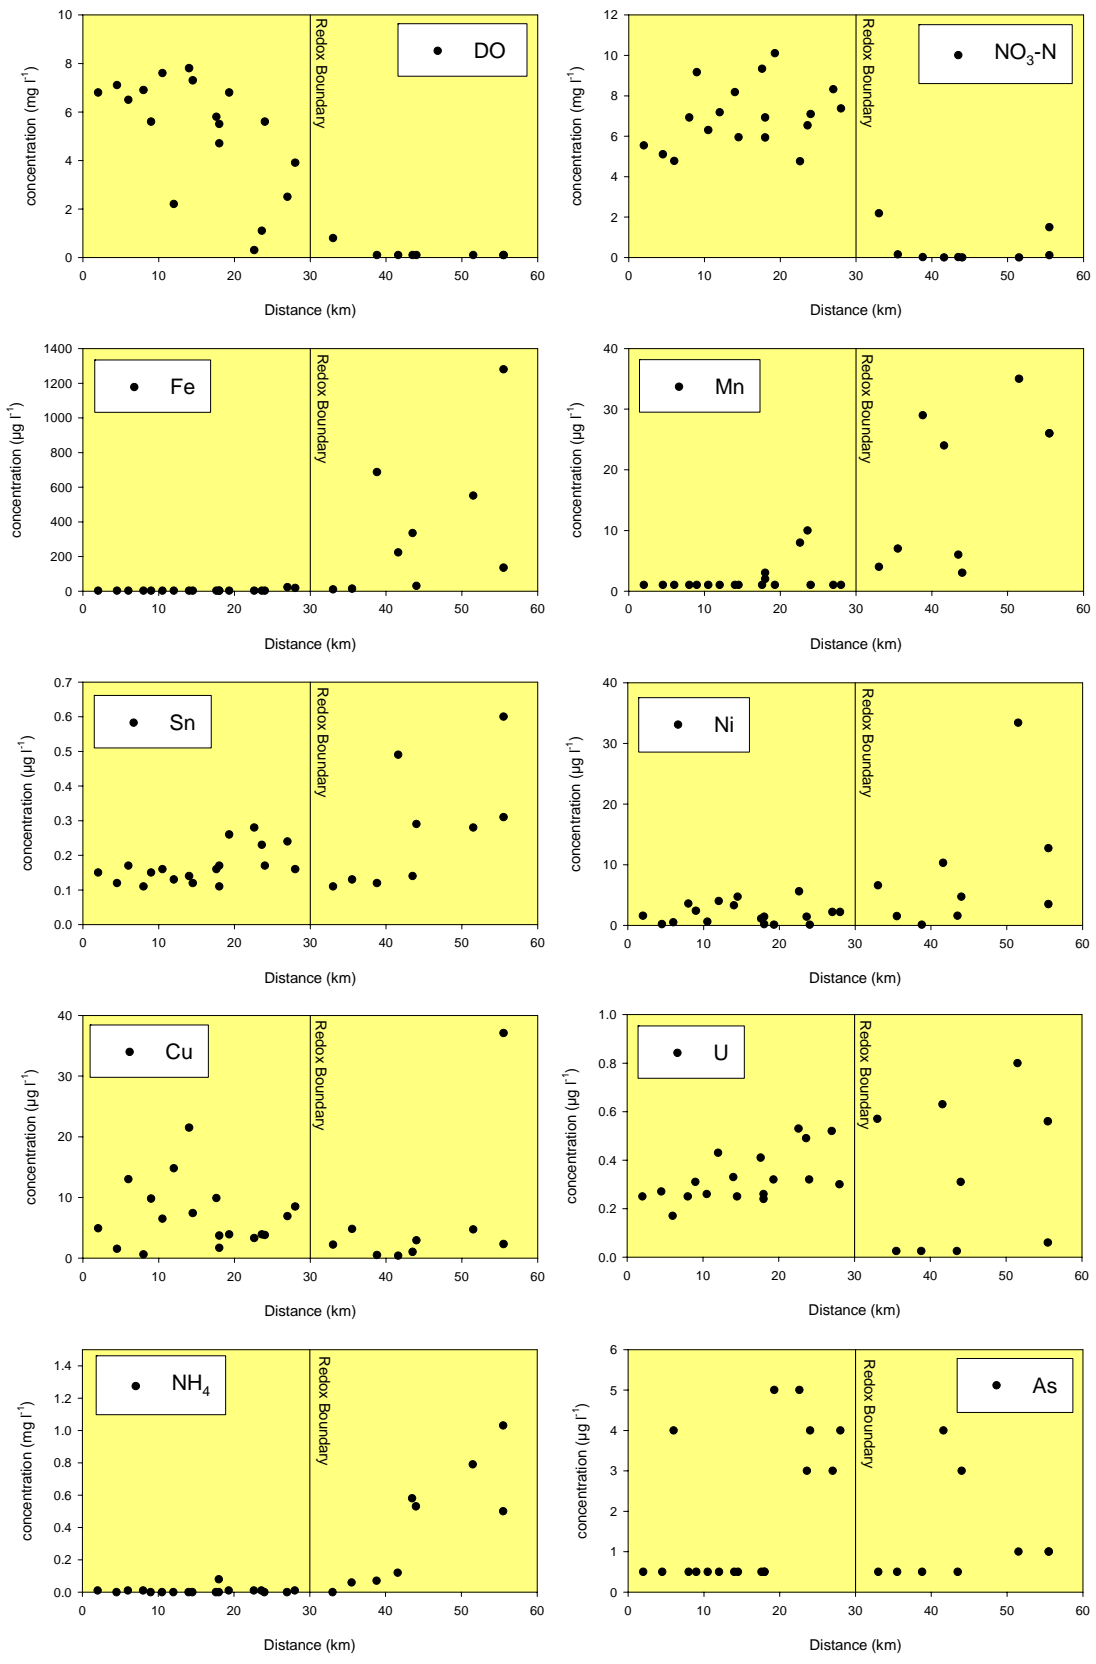 10
8
6
4
2
0
0 10 20 30 40 50 60
concentration (mg l⁻¹)
Distance (km)
Redox Boundary
DO
12
10
8
6
4
2
0
0 10 20 30 40 50 60
concentration (mg l⁻¹)
Distance (km)
Redox Boundary
NO₃-N
1400
1200
1000
800
600
400
200
0
0 10 20 30 40 50 60
concentration (µg l⁻¹)
Distance (km)
Redox Boundary
Fe
40
30
20
10
0
0 10 20 30 40 50 60
concentration (µg l⁻¹)
Distance (km)
Redox Boundary
Mn
0.7
0.6
0.5
0.4
0.3
0.2
0.1
0.0
0 10 20 30 40 50 60
concentration (µg l⁻¹)
Distance (km)
Redox Boundary
Sn
40
30
20
10
0
0 10 20 30 40 50 60
concentration (µg l⁻¹)
Distance (km)
Redox Boundary
Ni
40
30
20
10
0
0 10 20 30 40 50 60
concentration (µg l⁻¹)
Distance (km)
Redox Boundary
Cu
1.0
0.8
0.6
0.4
0.2
0.0
0 10 20 30 40 50 60
concentration (µg l⁻¹)
Distance (km)
Redox Boundary
U
1.4
1.2
1.0
0.8
0.6
0.4
0.2
0.0
0 10 20 30 40 50 60
concentration (mg l⁻¹)
Distance (km)
Redox Boundary
NH₄
6
5
4
3
2
1
0
0 10 20 30 40 50 60
concentration (µg l⁻¹)
Distance (km)
Redox Boundary
As